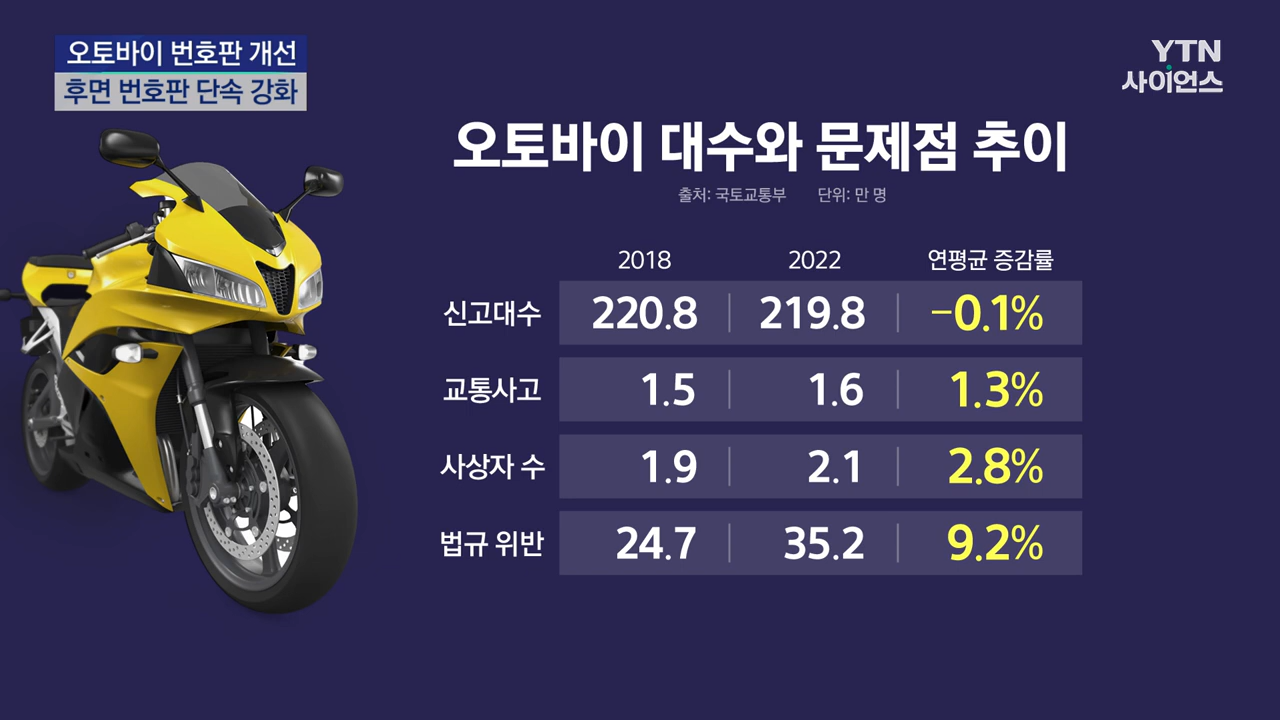 오토바이 번호판 개선
후면 번호판 단속 강화
YTN
사이언스
오토바이 대수와 문제점 추이
출처: 국토교통부 단위: 만 명
2018 2022 연평균 증감률
신고대수 220.8 219.8 -0.1%
교통사고 1.5 1.6 1.3%
사상자 수 1.9 2.1 2.8%
법규 위반 24.7 35.2 9.2%